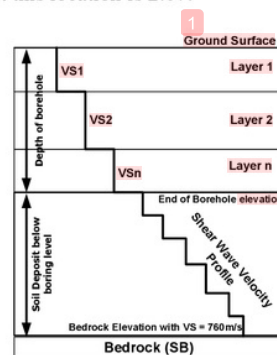 1
Ground Surface
VS1
Layer 1
Depth of borehole
VS2
Layer 2
VSn
Layer n
End of Borehole elevation
Soil Deposit below
boring level
Shear Wave Velocity
Profile
Bedrock Elevation with VS = 760m/s
Bedrock (SB)